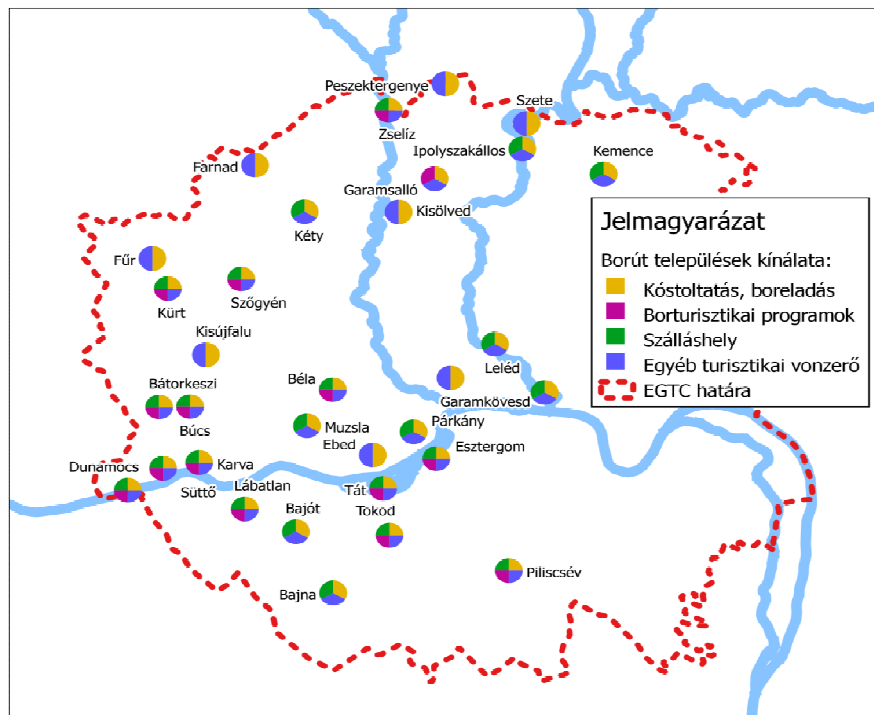 Peszektergenye
Szete
Zselíz
Ipolyszakállos
Kemence
Farnad
Garamsalló
Kisölved
Kéty
Fűr
Kürt
Szőgyén
Kisújfalu
Leléd
Béla
Bátorkeszi
Garamkövesd
Búcs
Muzsla
Párkány
Ebed
Esztergom
Dunamocs
Karva
Süttő
Lábatlan
Tát
Bajót
Tokod
Bajna
Piliscsév
Jelmagyarázat
Borút települések kínálata:
Kóstoltatás, boreladás
Borturisztikai programok
Szálláshely
Egyéb turisztikai vonzerő
EGTC határa